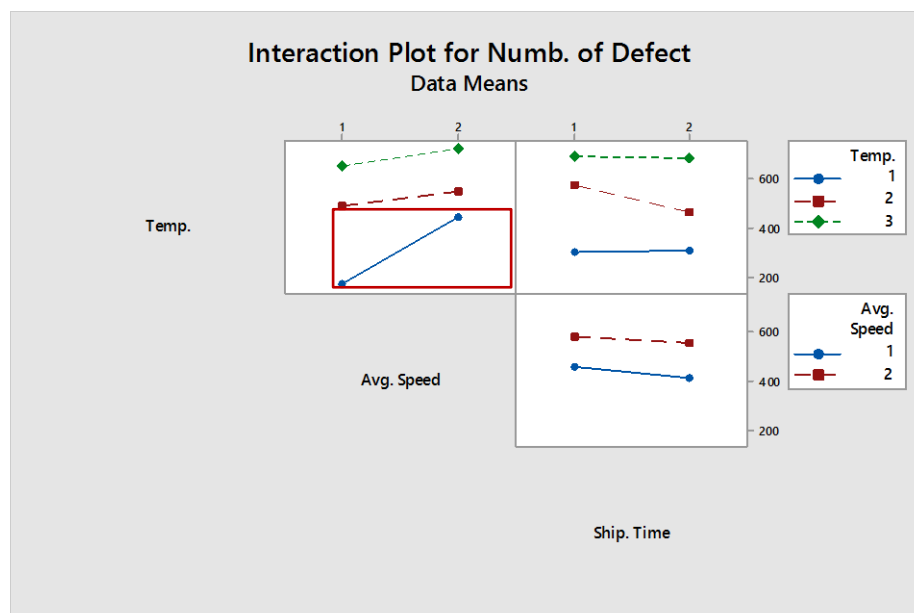 Interaction Plot for Numb. of Defect
Data Means
1 2 1 2
Temp.
600
400
200
Temp.
1
2
3
Avg. Speed
600
400
200
Avg.
Speed
1
2
Ship. Time